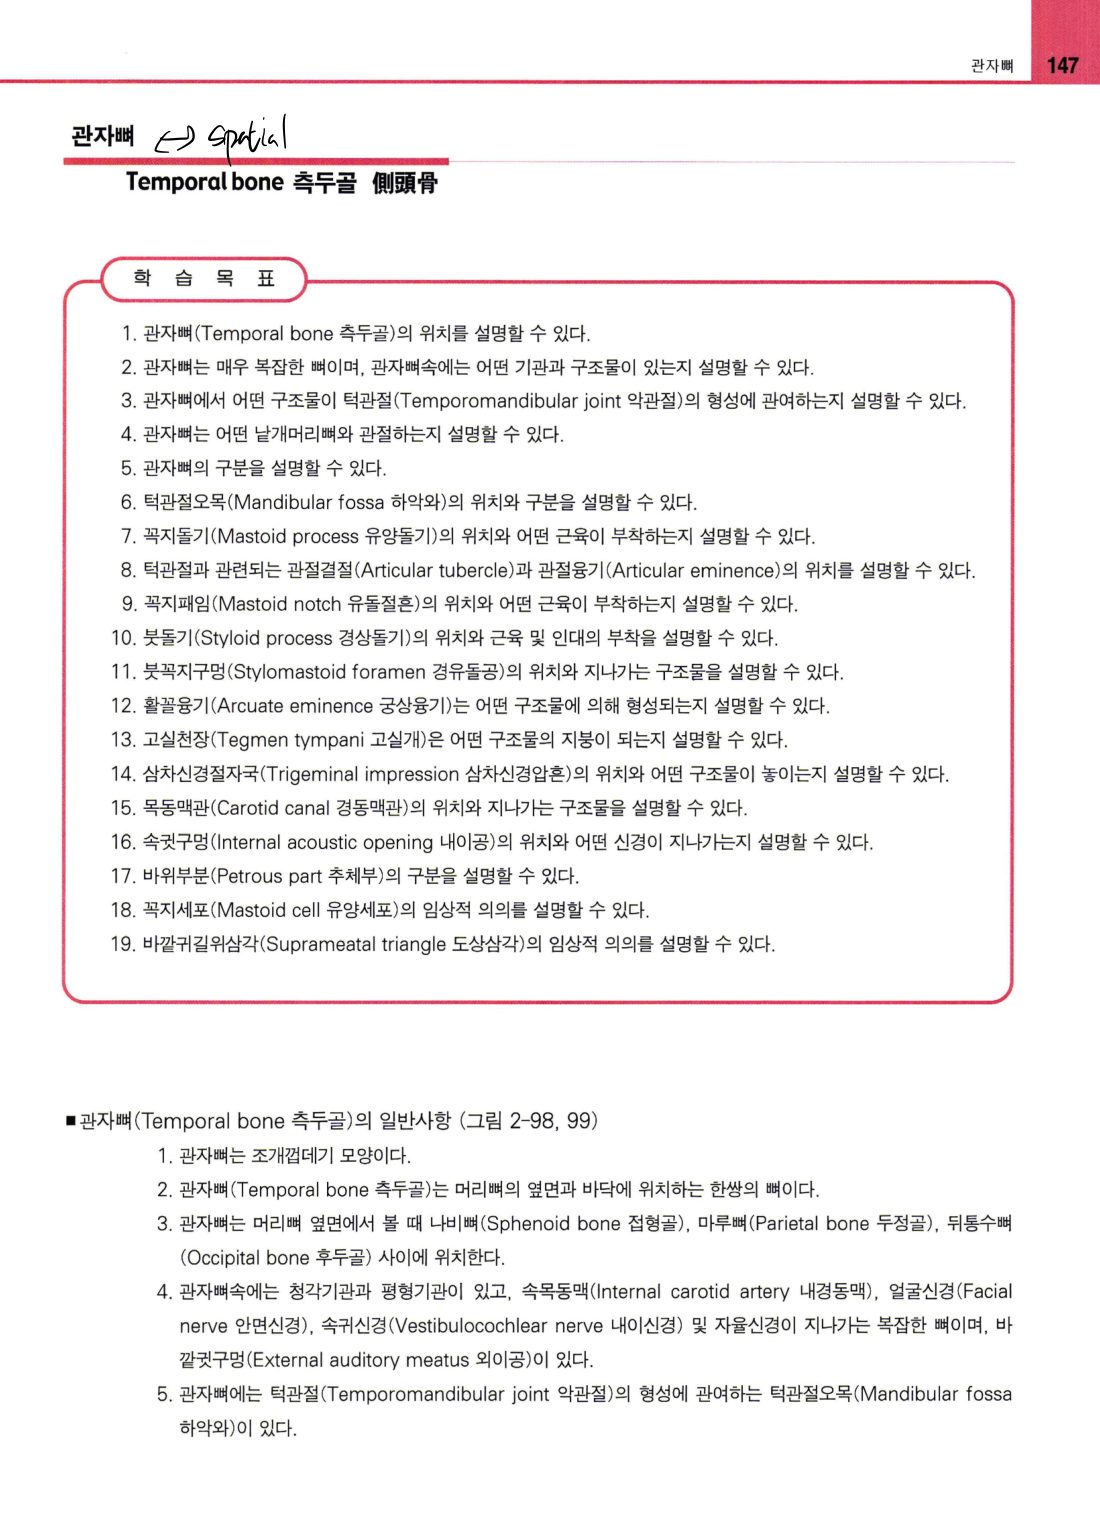 관자뼈 147
관자뼈 ↔ spatial
Temporal bone 측두골 側頭骨
학 습 목 표
1. 관자뼈(Temporal bone 측두골)의 위치를 설명할 수 있다.
2. 관자뼈는 매우 복잡한 뼈이며, 관자뼈속에는 어떤 기관과 구조물이 있는지 설명할 수 있다.
3. 관자뼈에서 어떤 구조물이 턱관절(Temporomandibular joint 악관절)의 형성에 관여하는지 설명할 수 있다.
4. 관자뼈는 어떤 낱개머리뼈와 관절하는지 설명할 수 있다.
5. 관자뼈의 구분을 설명할 수 있다.
6. 턱관절오목(Mandibular fossa 하악와)의 위치와 구분을 설명할 수 있다.
7. 꼭지돌기(Mastoid process 유양돌기)의 위치와 어떤 근육이 부착하는지 설명할 수 있다.
8. 턱관절과 관련되는 관절결절(Articular tubercle)과 관절융기(Articular eminence)의 위치를 설명할 수 있다.
9. 꼭지패임(Mastoid notch 유돌절흔)의 위치와 어떤 근육이 부착하는지 설명할 수 있다.
10. 붓돌기(Styloid process 경상돌기)의 위치와 근육 및 인대의 부착을 설명할 수 있다.
11. 붓꼭지구멍(Stylomastoid foramen 경유돌공)의 위치와 지나가는 구조물을 설명할 수 있다.
12. 활꼴융기(Arcuate eminence 궁상융기)는 어떤 구조물에 의해 형성되는지 설명할 수 있다.
13. 고실천장(Tegmen tympani 고실개)은 어떤 구조물의 지붕이 되는지 설명할 수 있다.
14. 삼차신경절자국(Trigeminal impression 삼차신경압흔)의 위치와 어떤 구조물이 놓이는지 설명할 수 있다.
15. 목동맥관(Carotid canal 경동맥관)의 위치와 지나가는 구조물을 설명할 수 있다.
16. 속귓구멍(Internal acoustic opening 내이공)의 위치와 어떤 신경이 지나가는지 설명할 수 있다.
17. 바위부분(Petrous part 추체부)의 구분을 설명할 수 있다.
18. 꼭지세포(Mastoid cell 유양세포)의 임상적 의의를 설명할 수 있다.
19. 바깥귀길위삼각(Suprameatal triangle 도상삼각)의 임상적 의의를 설명할 수 있다.
■관자뼈(Temporal bone 측두골)의 일반사항 (그림 2-98, 99)
1. 관자뼈는 조개껍데기 모양이다.
2. 관자뼈(Temporal bone 측두골)는 머리뼈의 옆면과 바닥에 위치하는 한쌍의 뼈이다.
3. 관자뼈는 머리뼈 옆면에서 볼 때 나비뼈(Sphenoid bone 접형골), 마루뼈(Parietal bone 두정골), 뒤통수뼈
(Occipital bone 후두골) 사이에 위치한다.
4. 관자뼈속에는 청각기관과 평형기관이 있고, 속목동맥(Internal carotid artery 내경동맥), 얼굴신경(Facial
nerve 안면신경), 속귀신경(Vestibulocochlear nerve 내이신경) 및 자율신경이 지나가는 복잡한 뼈이며, 바
깥귓구멍(External auditory meatus 외이공)이 있다.
5. 관자뼈에는 턱관절(Temporomandibular joint 악관절)의 형성에 관여하는 턱관절오목(Mandibular fossa
하악와)이 있다.